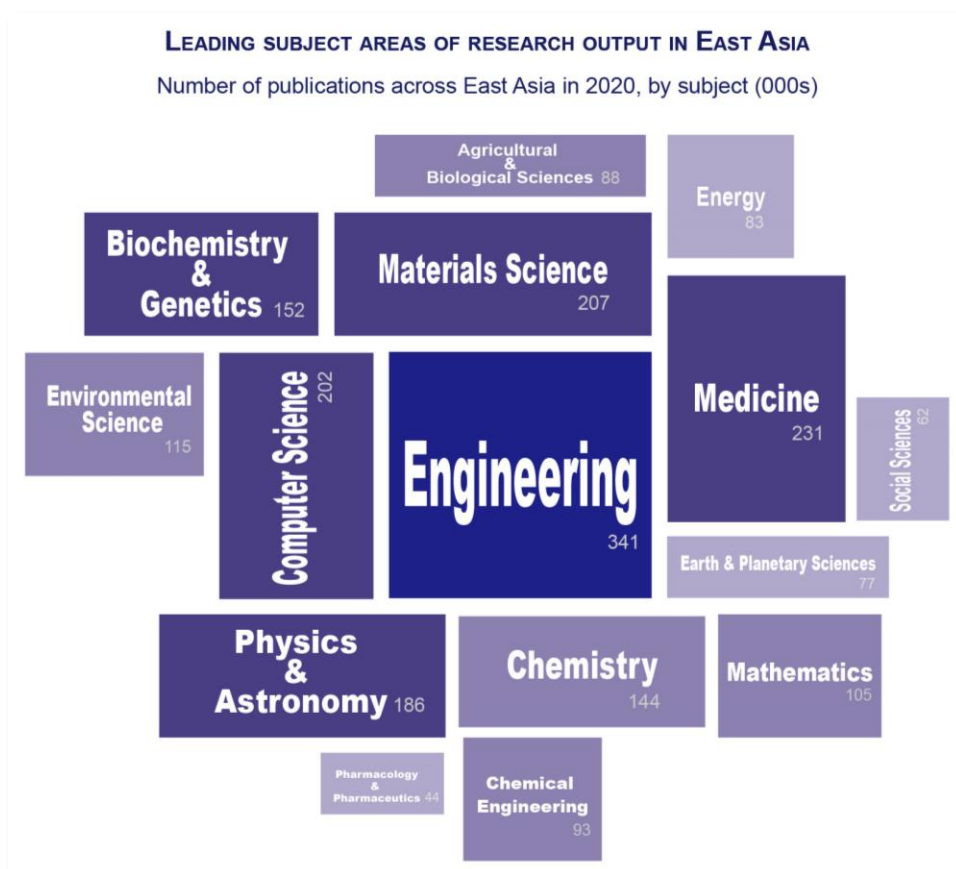 LEADING SUBJECT AREAS OF RESEARCH OUTPUT IN EAST ASIA
Number of publications across East Asia in 2020, by subject (000s)
Agricultural
&
Biological Sciences 88
Energy
83
Biochemistry
&
Genetics 152
Materials Science
207
Environmental
Science
115
Computer Science
202
Engineering
341
Medicine
231
Social Sciences
62
Earth & Planetary Sciences
77
Physics
&
Astronomy 186
Chemistry
144
Mathematics
105
Pharmacology
&
Pharmaceutics 44
Chemical
Engineering
93